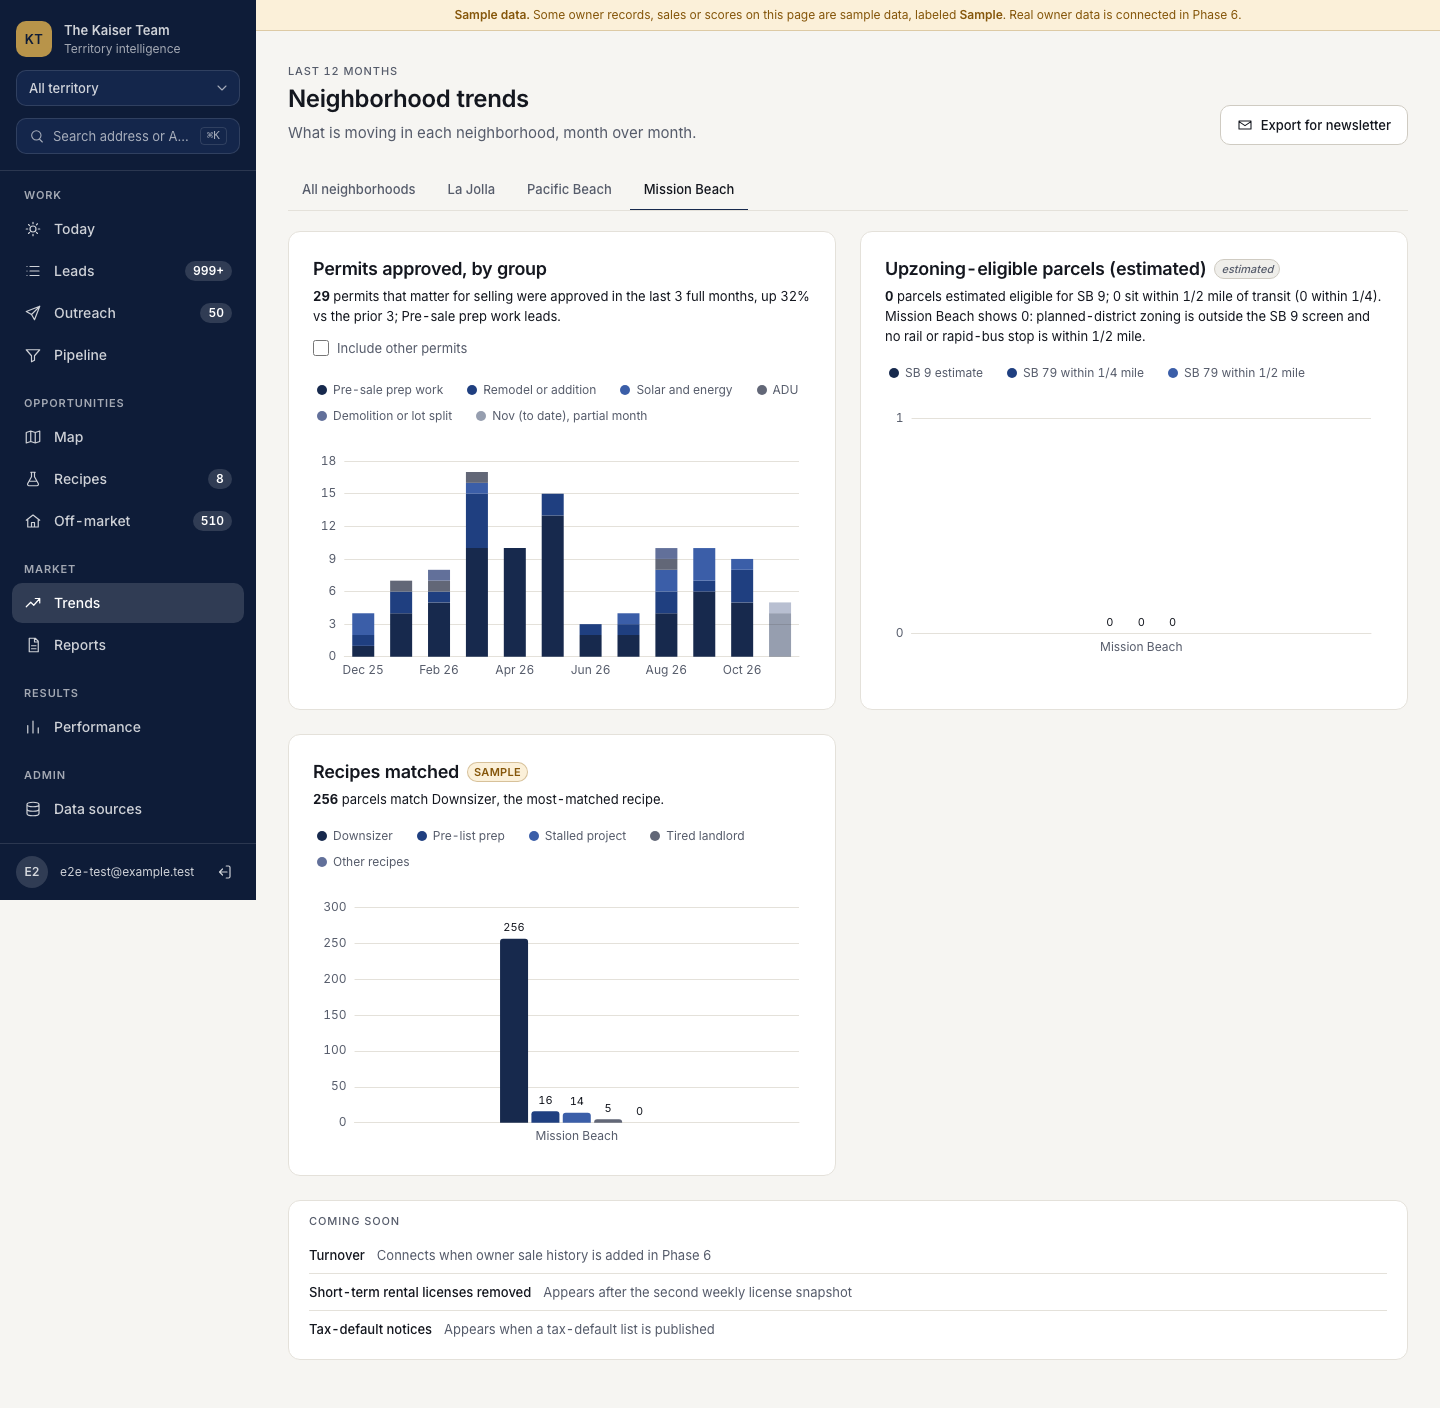 Sample data. Some owner records, sales or scores on this page are sample data, labeled Sample. Real owner data is connected in Phase 6.
KT
The Kaiser Team
Territory intelligence
All territory
Search address or A... ⌘K
WORK
Today
Leads 999+
Outreach 50
Pipeline
OPPORTUNITIES
Map
Recipes 8
Off-market 510
MARKET
Trends
Reports
RESULTS
Performance
ADMIN
Data sources
E2 e2e-test@example.test
LAST 12 MONTHS
Neighborhood trends
What is moving in each neighborhood, month over month.
Export for newsletter
All neighborhoods La Jolla Pacific Beach Mission Beach
Permits approved, by group
29 permits that matter for selling were approved in the last 3 full months, up 32%
vs the prior 3; Pre-sale prep work leads.
Include other permits
Pre-sale prep work Remodel or addition Solar and energy ADU
Demolition or lot split Nov (to date), partial month
18
15
12
9
6
3
0
Dec 25 Feb 26 Apr 26 Jun 26 Aug 26 Oct 26
Upzoning-eligible parcels (estimated) estimated
0 parcels estimated eligible for SB 9; 0 sit within 1/2 mile of transit (0 within 1/4).
Mission Beach shows 0: planned-district zoning is outside the SB 9 screen and
no rail or rapid-bus stop is within 1/2 mile.
SB 9 estimate SB 79 within 1/4 mile SB 79 within 1/2 mile
1
0 0 0
0
Mission Beach
Recipes matched SAMPLE
256 parcels match Downsizer, the most-matched recipe.
Downsizer Pre-list prep Stalled project Tired landlord
Other recipes
300
256
250
200
150
100
50
16 14 5 0
0
Mission Beach
COMING SOON
Turnover Connects when owner sale history is added in Phase 6
Short-term rental licenses removed Appears after the second weekly license snapshot
Tax-default notices Appears when a tax-default list is published